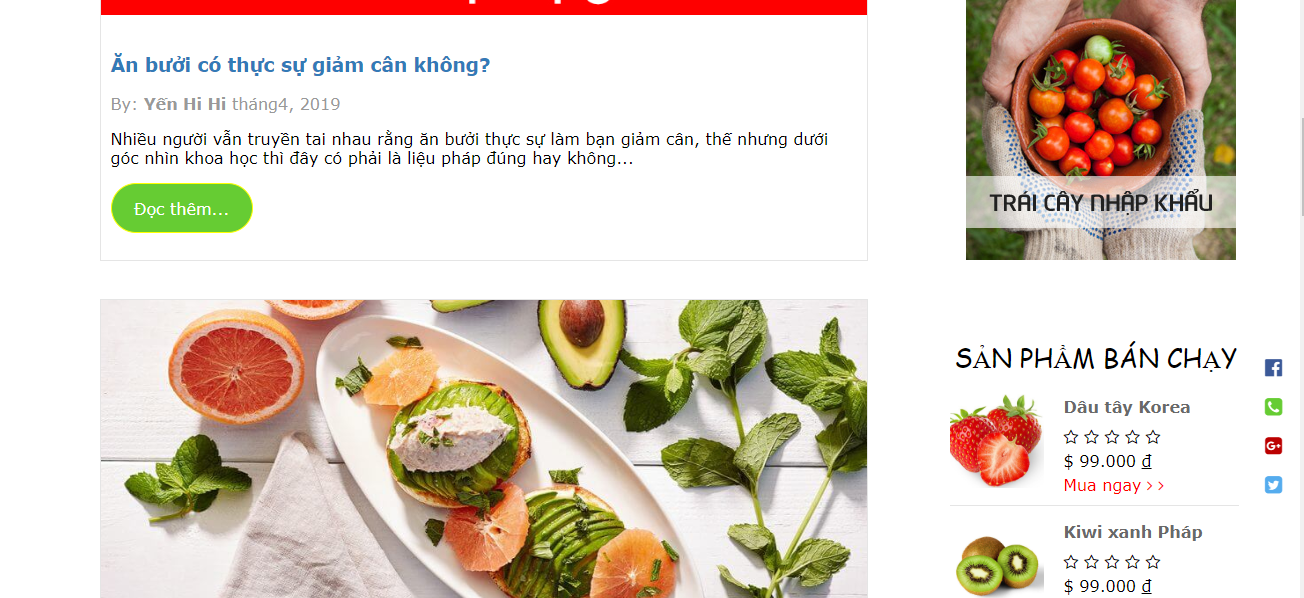 Ăn bưởi có thực sự giảm cân không?
By: Yến Hi Hi tháng4, 2019
Nhiều người vẫn truyền tai nhau rằng ăn bưởi thực sự làm bạn giảm cân, thế nhưng dưới
góc nhìn khoa học thì đây có phải là liệu pháp đúng hay không...
Đọc thêm...
TRÁI CÂY NHẬP KHẨU
SẢN PHẨM BÁN CHẠY
Dâu tây Korea
$ 99.000 đ
Mua ngay
Kiwi xanh Pháp
$ 99.000 đ